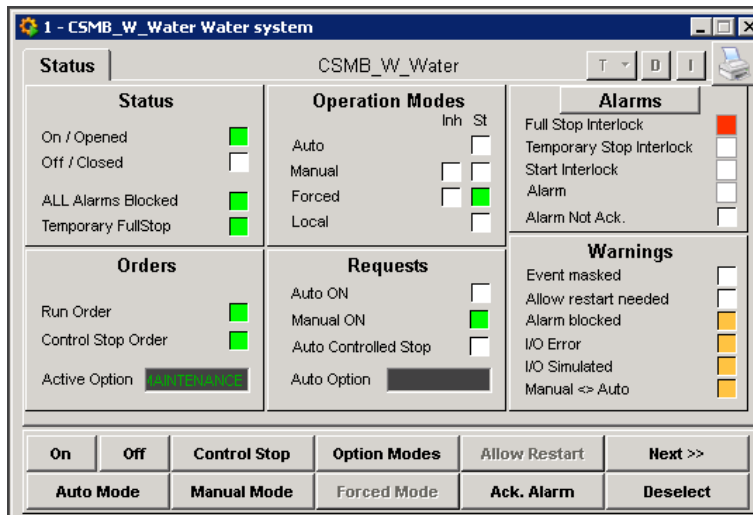 1 - CSMB_W_Water Water system
Status
CSMB_W_Water
T
D
I
Status
On / Opened
Off / Closed
ALL Alarms Blocked
Temporary FullStop
Operation Modes
Inh St
Auto
Manual
Forced
Local
Alarms
Full Stop Interlock
Temporary Stop Interlock
Start Interlock
Alarm
Alarm Not Ack.
Orders
Run Order
Control Stop Order
Active Option
MAINTENANCE
Requests
Auto ON
Manual ON
Auto Controlled Stop
Auto Option
Warnings
Event masked
Allow restart needed
Alarm blocked
I/O Error
I/O Simulated
Manual <> Auto
On Off Control Stop Option Modes Allow Restart Next >>
Auto Mode Manual Mode Forced Mode Ack. Alarm Deselect